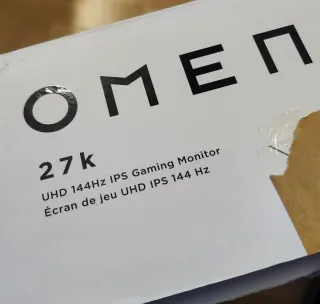 OMEN
27k
UHD 144Hz IPS Gaming Monitor
Écran de jeu UHD IPS 144 Hz